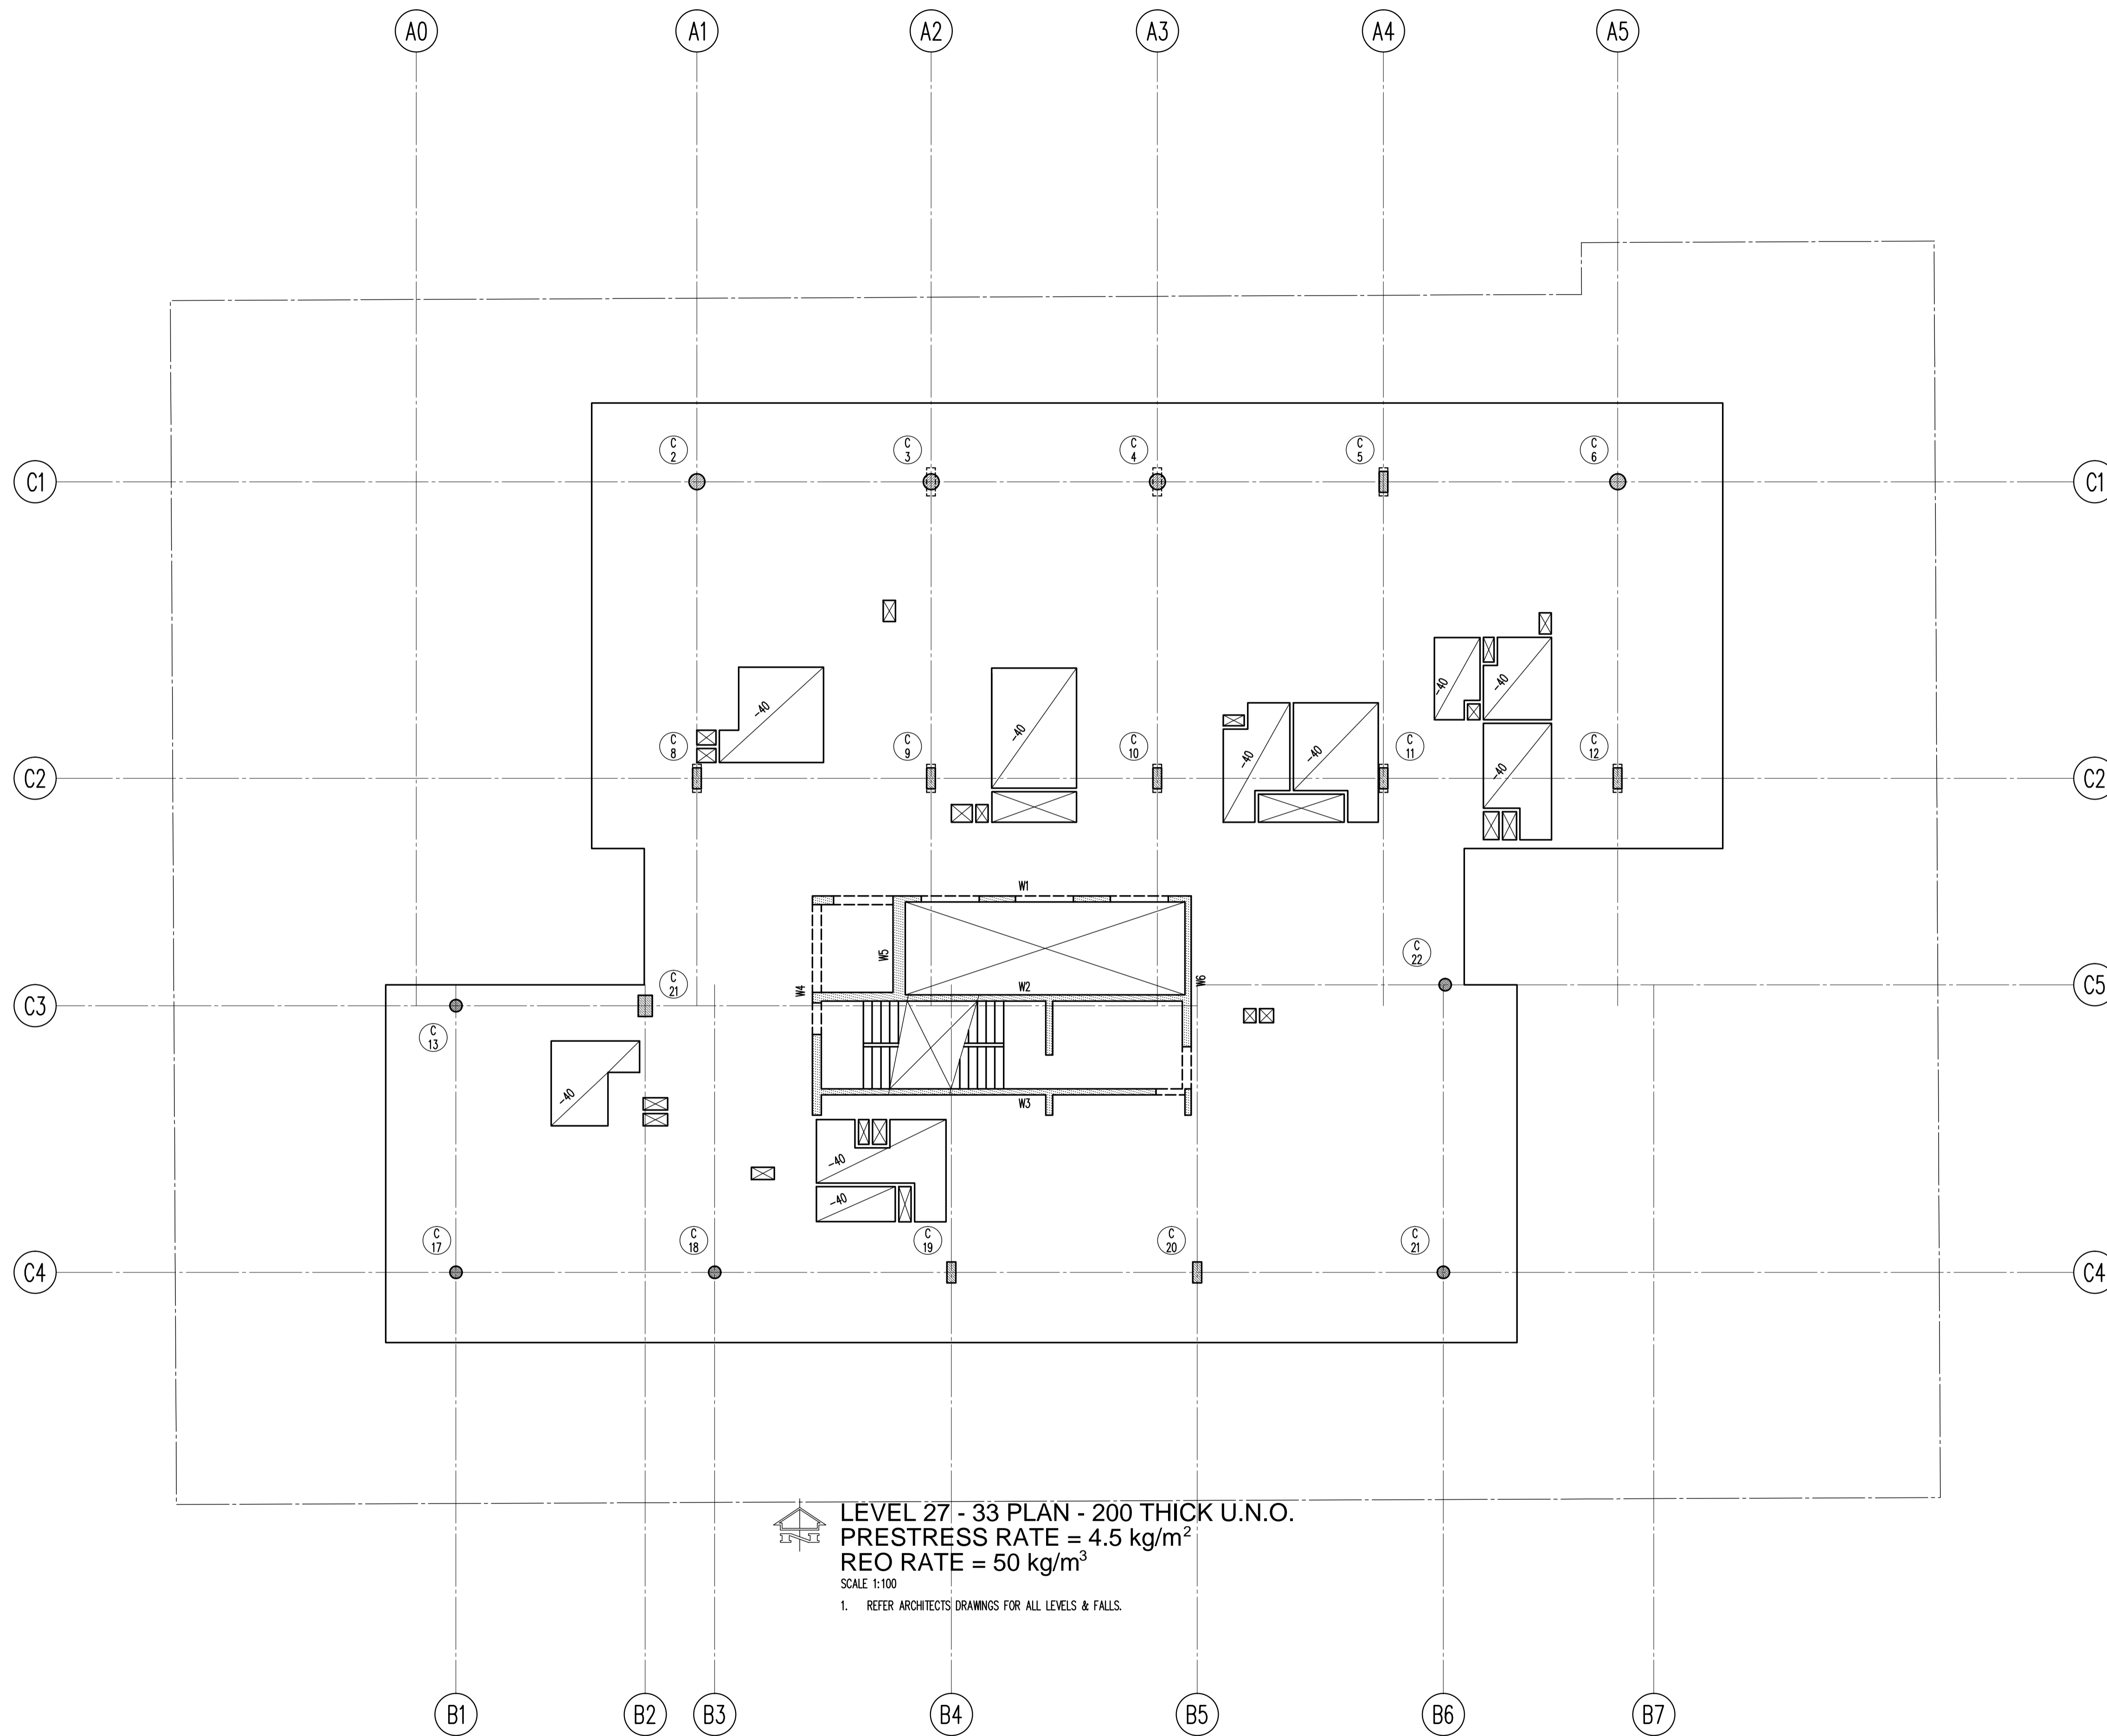 A0 A1 A2 A3 A4 A5
C 2
C 3
C 4
C 5
C 6
C1 C1
-40
-40
-40
-40
-40
-40
-40
C 8
C 9
C 10
C 11
C 12
C2 C2
W1
W5
W4
W2
W6
C 21
C 22
C3 C5
C 13
-40
W3
-40
-40
C 17
C 18
C 19
C 20
C 21
C4 C4
N
LEVEL 27 - 33 PLAN - 200 THICK U.N.O.
PRESTRESS RATE = 4.5 kg/m²
REO RATE = 50 kg/m³
SCALE 1:100
1. REFER ARCHITECTS DRAWINGS FOR ALL LEVELS & FALLS.
B1 B2 B3 B4 B5 B6 B7